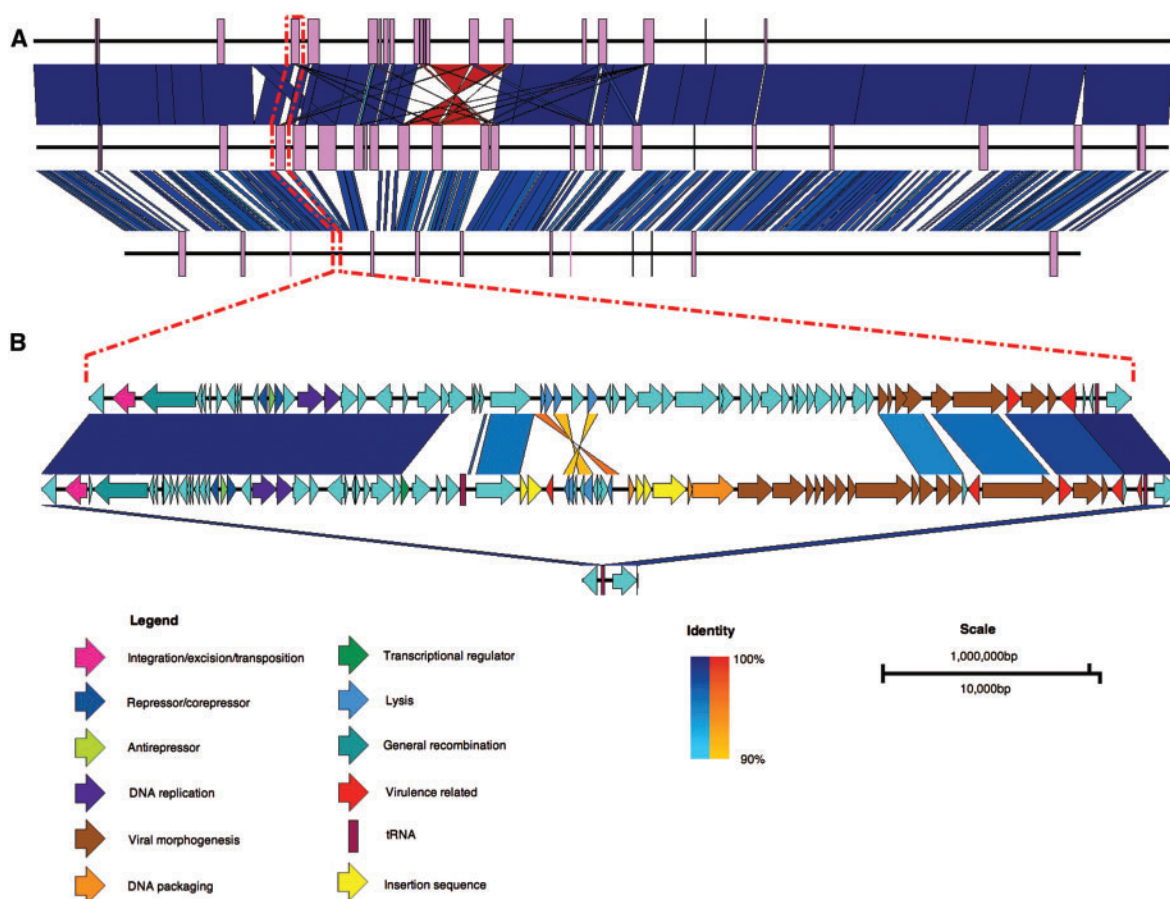 A
B
Legend
Integration/excision/transposition
Repressor/corepressor
Antirepressor
DNA replication
Viral morphogenesis
DNA packaging
Transcriptional regulator
Lysis
General recombination
Virulence related
tRNA
Insertion sequence
Identity
100%
90%
Scale
1,000,000bp
10,000bp